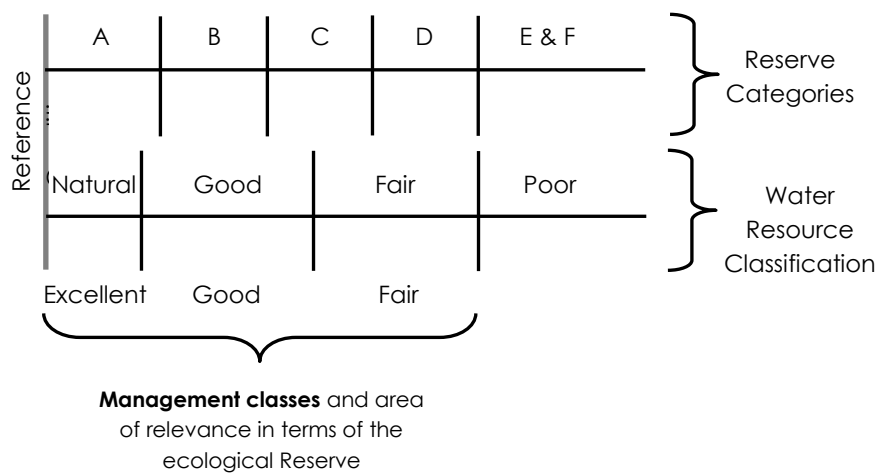 A B C D E & F
Reserve
Categories
Reference
Natural Good Fair Poor
Water
Resource
Classification
Excellent Good Fair
Management classes and area
of relevance in terms of the
ecological Reserve